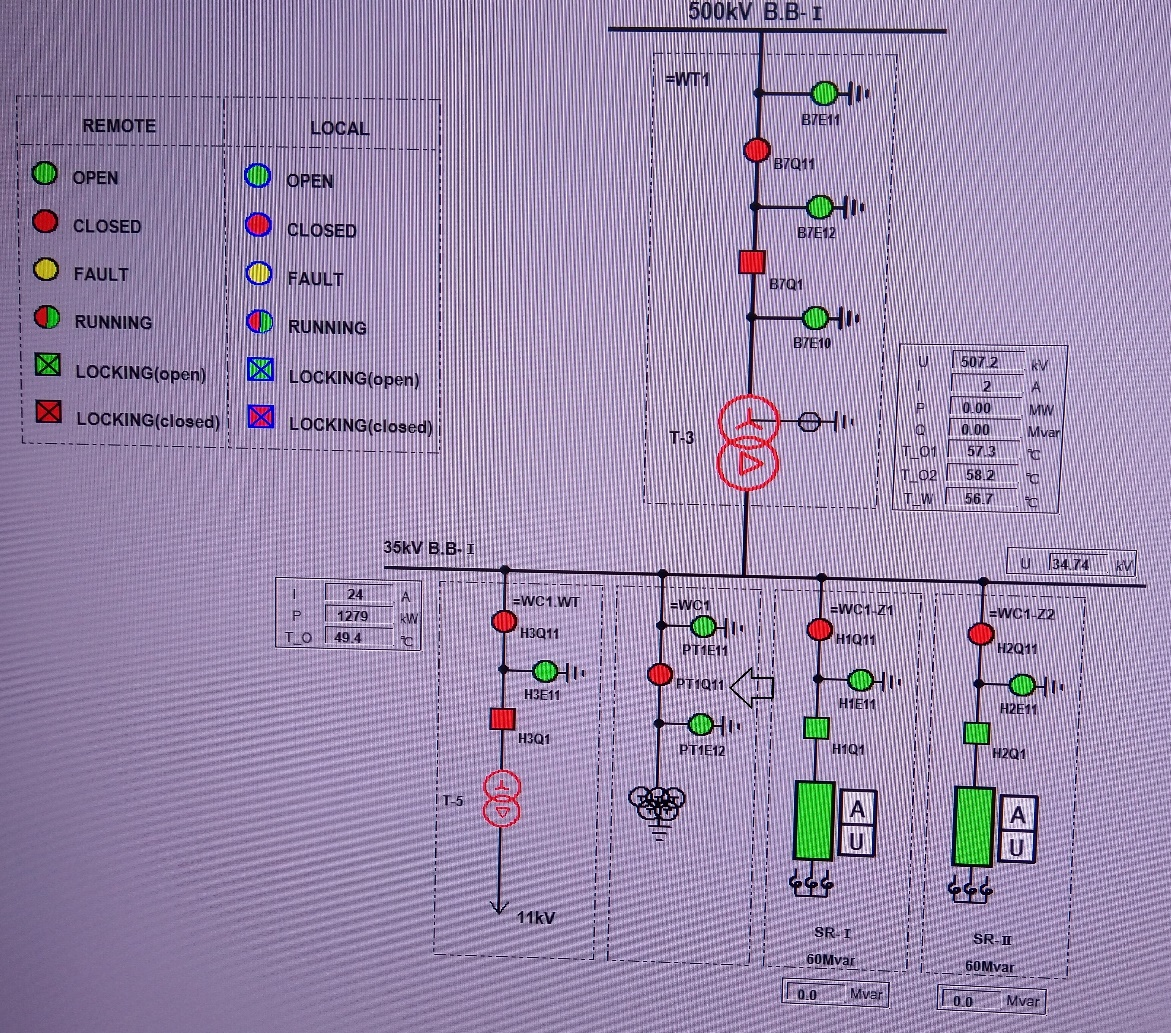 500kV B.B- I
=WT1
REMOTE
LOCAL
OPEN
OPEN
CLOSED
CLOSED
FAULT
FAULT
RUNNING
RUNNING
LOCKING(open)
LOCKING(open)
LOCKING(closed)
LOCKING(closed)
B7E11
B7Q11
B7E12
B7Q1
B7E10
T-3
U 507.2 kV
I 2 A
P 0.00 MW
Q 0.00 Mvar
T_O1 57.3 ℃
T_O2 58.2 ℃
T_W 56.7 ℃
35kV B.B- I
U 34.74 kV
I 24 A
P 1279 kW
T_O 49.4 ℃
=WC1.WT
H3Q11
H3E11
H3Q1
T-5
11kV
=WC1
PT1E11
PT1Q11
PT1E12
=WC1-Z1
H1Q11
H1E11
H1Q1
A
U
SR- I
60Mvar
0.0 Mvar
=WC1-Z2
H2Q11
H2E11
H2Q1
A
U
SR-II
60Mvar
0.0 Mvar